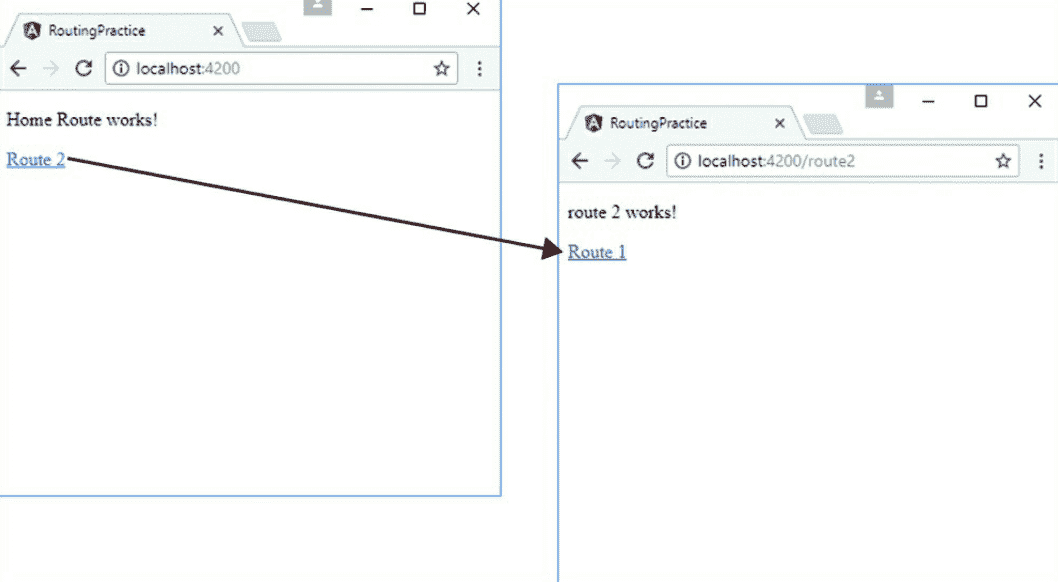 RoutingPractice
localhost:4200
Home Route works!
Route 2
RoutingPractice
localhost:4200/route2
route 2 works!
Route 1